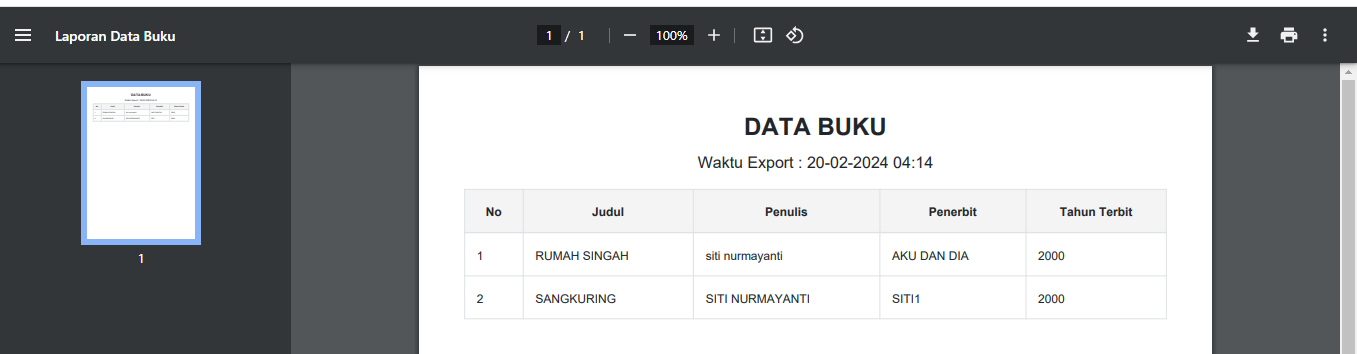 Laporan Data Buku
1 / 1
100%
1
DATA BUKU
Waktu Export : 20-02-2024 04:14
No Judul Penulis Penerbit Tahun Terbit
1 RUMAH SINGAH siti nurmayanti AKU DAN DIA 2000
2 SANGKURING SITI NURMAYANTI SITI1 2000